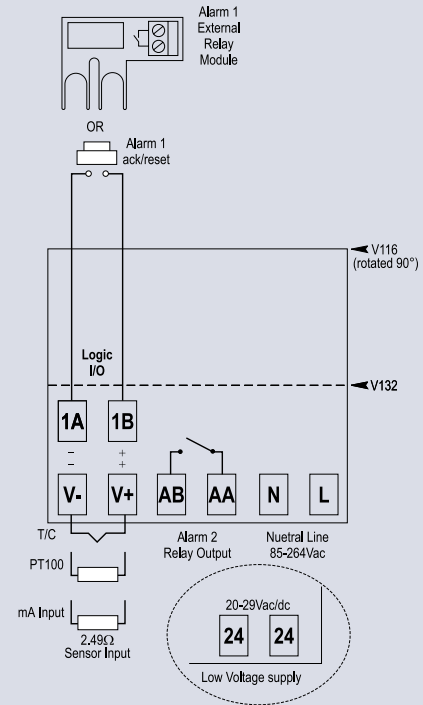 Alarm 1
External
Relay
Module
OR
Alarm 1
ack/reset
V116
(rotated 90°)
Logic
I/O
V132
1A
1B
– +
– +
V-
V+
AB
AA
N
L
T/C
Alarm 2
Relay Output
Nuetral Line
85-264Vac
PT100
mA Input
2.49Ω
Sensor Input
20-29Vac/dc
24
24
Low Voltage supply